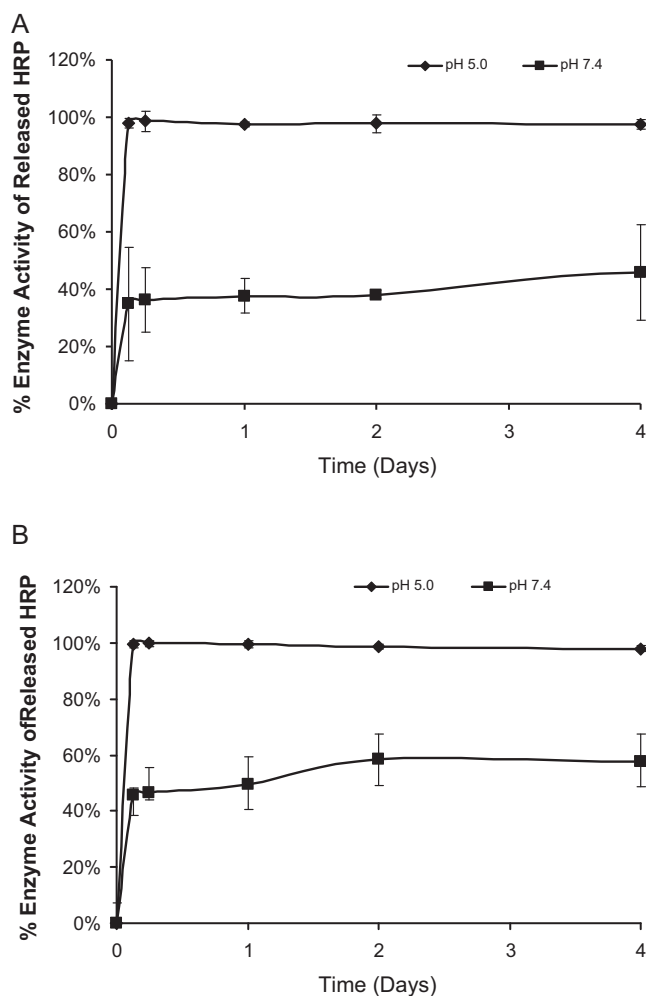 A
% Enzyme Activity of Released HRP
120%
100%
80%
60%
40%
20%
0%
pH 5.0
pH 7.4
0 1 2 3 4
Time (Days)
B
% Enzyme Activity ofReleased HRP
120%
100%
80%
60%
40%
20%
0%
pH 5.0
pH 7.4
0 1 2 3 4
Time (Days)